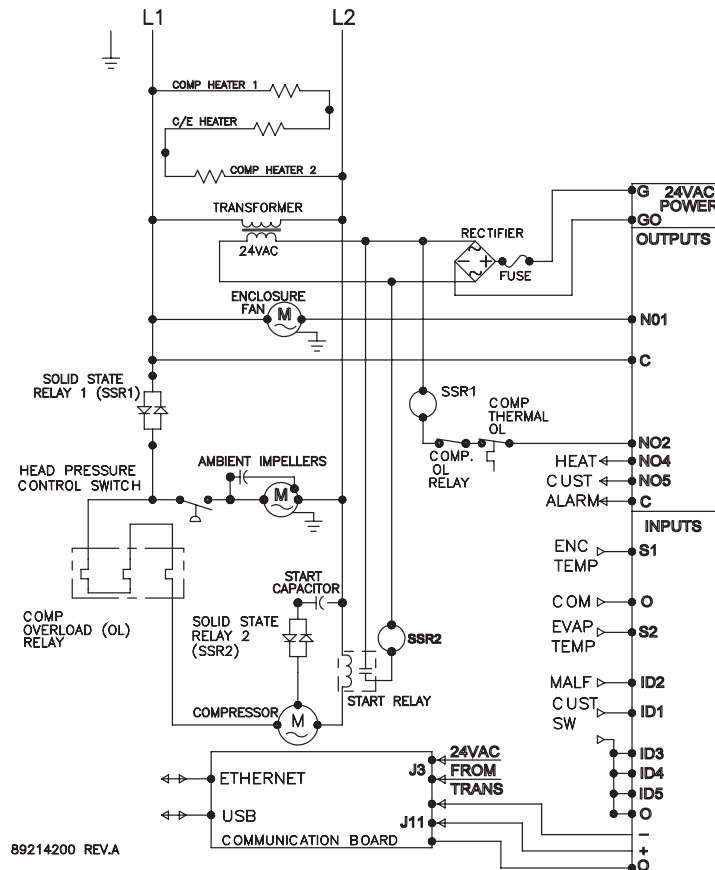 L1
L2
COMP HEATER 1
C/E HEATER
COMP HEATER 2
TRANSFORMER
24VAC
RECTIFIER
FUSE
G
24VAC
POWER
GO
OUTPUTS
ENCLOSURE
FAN
M
N01
C
SOLID STATE
RELAY 1 (SSR1)
SSR1
COMP
THERMAL
OL
COMP.
OL
RELAY
NO2
HEAT
NO4
CUST
NO5
ALARM
C
HEAD PRESSURE
CONTROL SWITCH
AMBIENT IMPELLERS
M
INPUTS
ENC
TEMP
S1
COM
O
EVAP
TEMP
S2
COMP
OVERLOAD (OL)
RELAY
START
CAPACITOR
SOLID STATE
RELAY 2
(SSR2)
SSR2
START RELAY
COMPRESSOR
M
MALF
ID2
CUST
SW
ID1
ID3
ID4
ID5
O
ETHERNET
USB
COMMUNICATION BOARD
J3
24VAC
FROM
TRANS
J11
−
+
O
89214200 REV.A